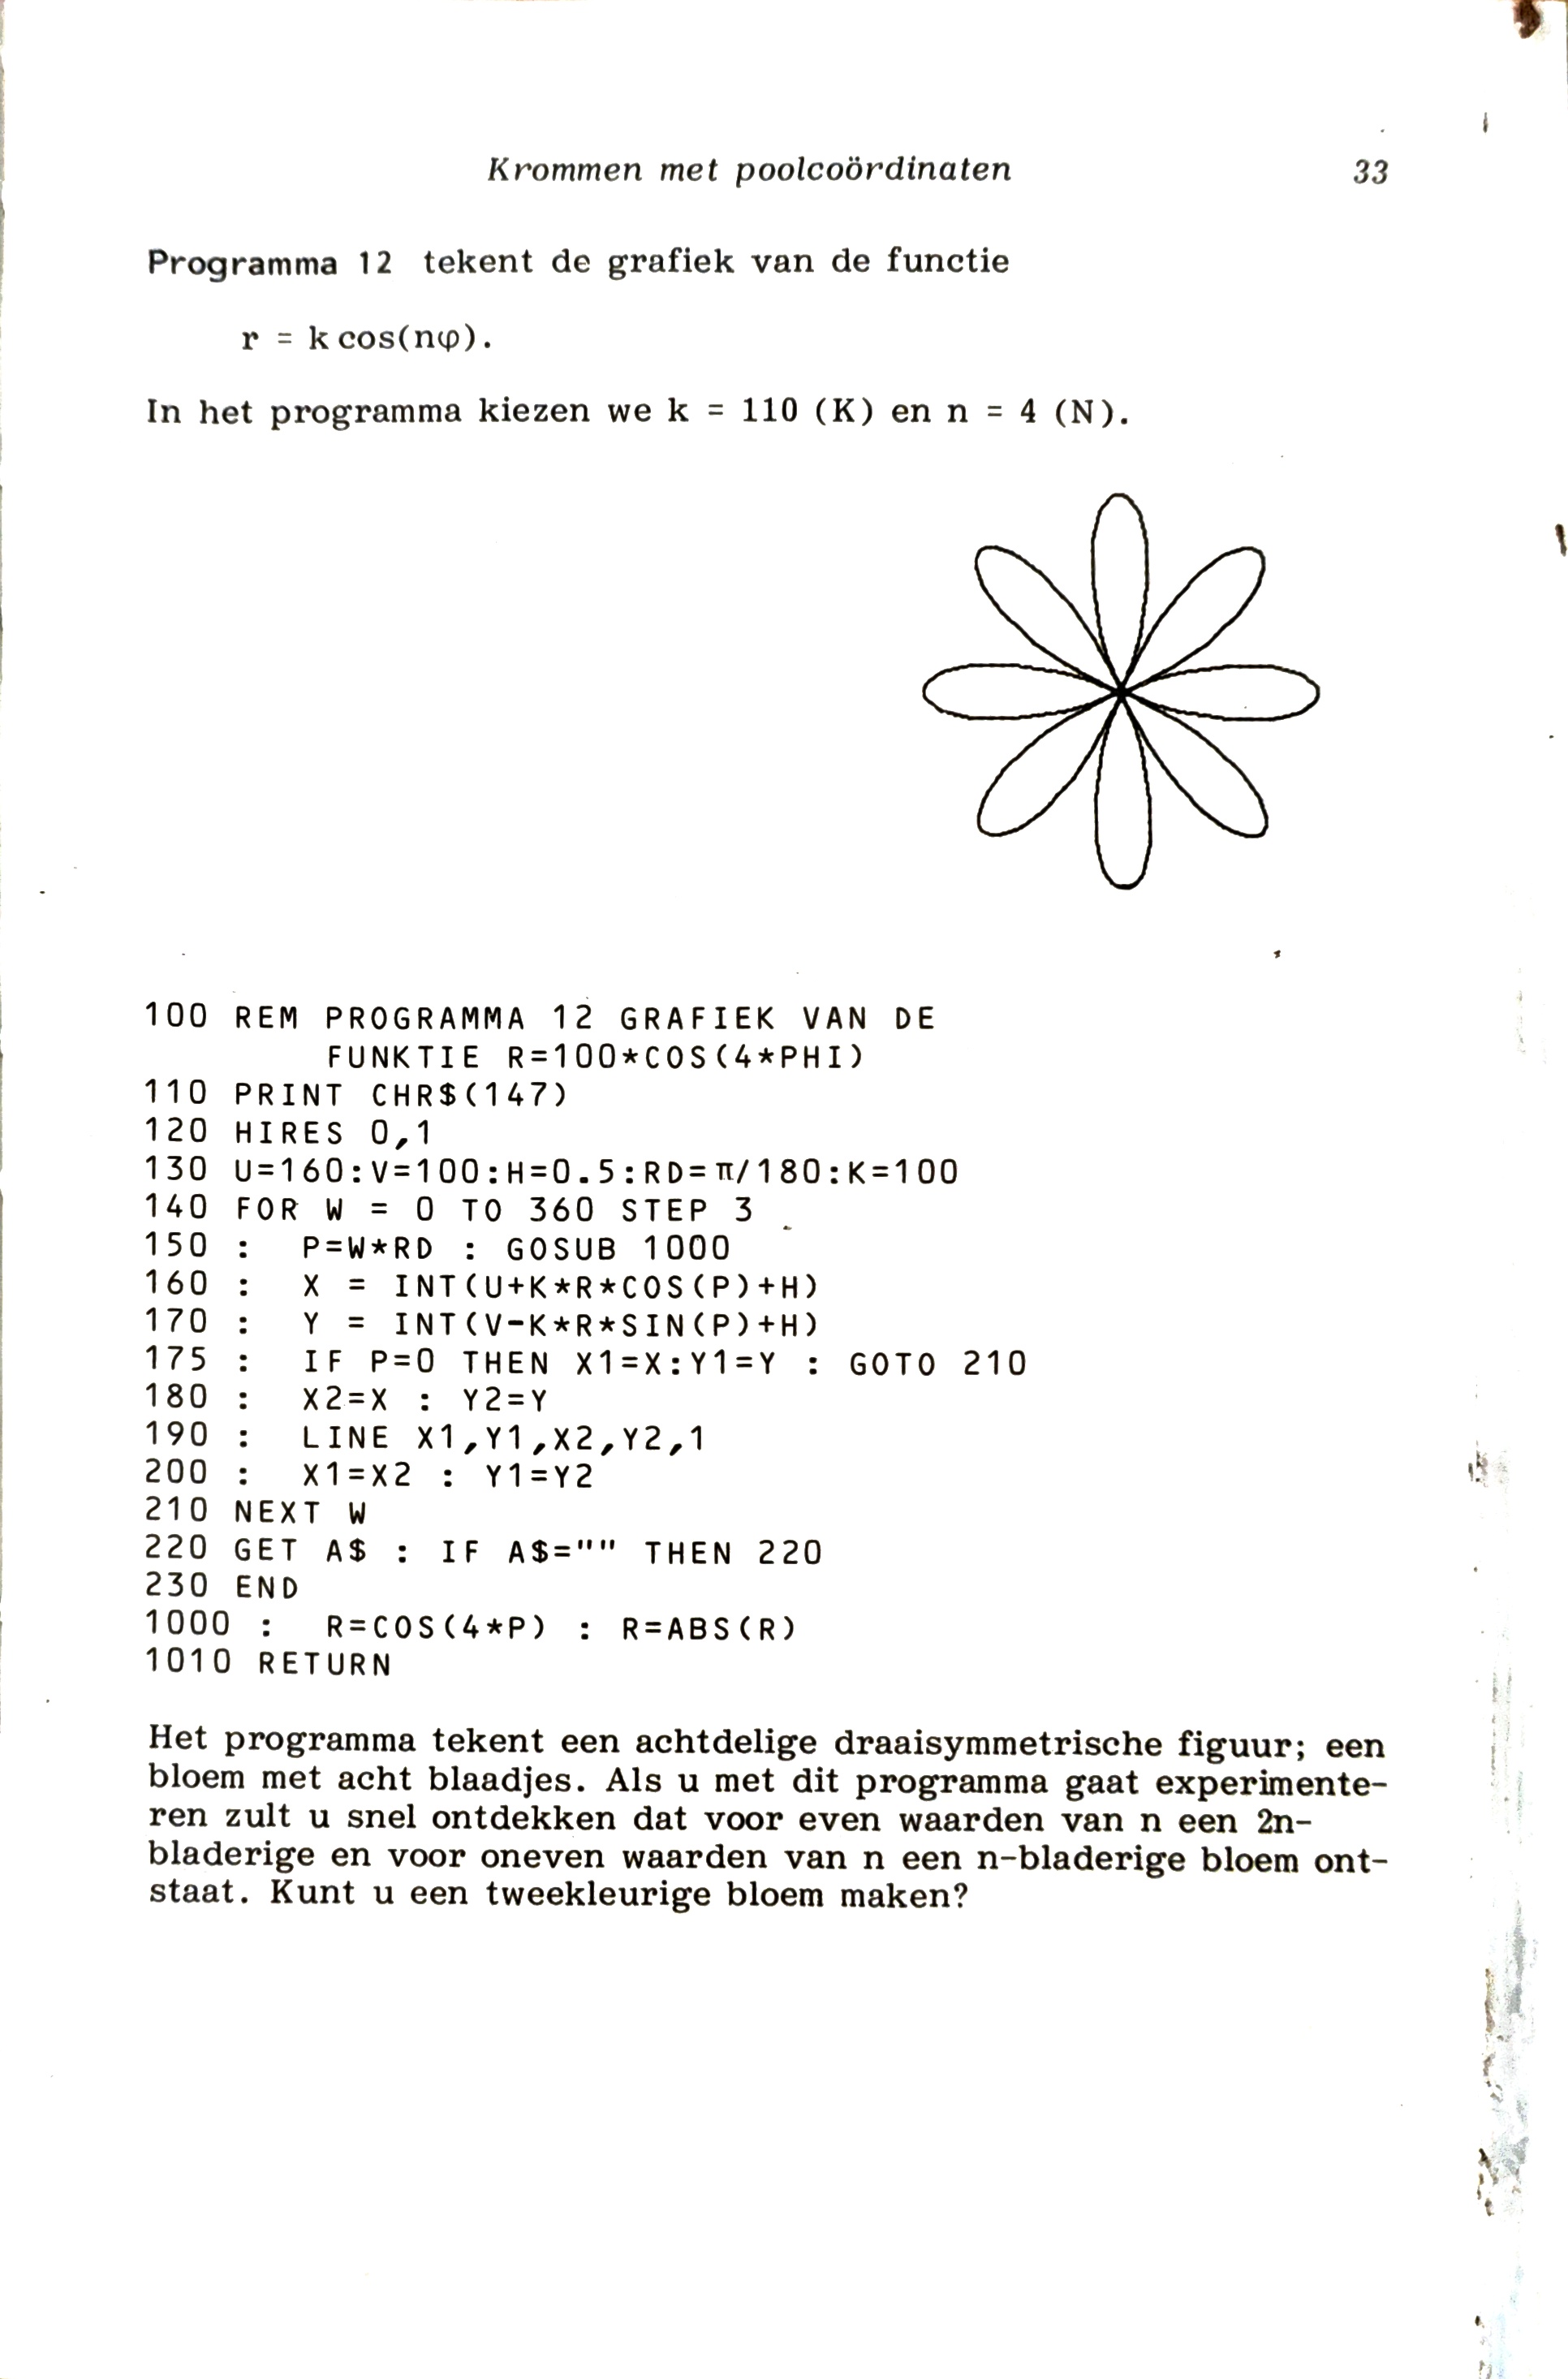 Krommen met poolcoördinaten 33
Programma 12 tekent de grafiek van de functie
r = k cos(nφ).
In het programma kiezen we k = 110 (K) en n = 4 (N).
100 REM PROGRAMMA 12 GRAFIEK VAN DE
FUNKTIE R=100*COS(4*PHI)
110 PRINT CHR$(147)
120 HIRES 0,1
130 U=160:V=100:H=0.5:RD=π/180:K=100
140 FOR W = 0 TO 360 STEP 3
150 : P=W*RD : GOSUB 1000
160 : X = INT(U+K*R*COS(P)+H)
170 : Y = INT(V-K*R*SIN(P)+H)
175 : IF P=0 THEN X1=X:Y1=Y : GOTO 210
180 : X2=X : Y2=Y
190 : LINE X1,Y1,X2,Y2,1
200 : X1=X2 : Y1=Y2
210 NEXT W
220 GET A$ : IF A$="" THEN 220
230 END
1000 : R=COS(4*P) : R=ABS(R)
1010 RETURN
Het programma tekent een achtdelige draaisymmetrische figuur; een
bloem met acht blaadjes. Als u met dit programma gaat experimente-
ren zult u snel ontdekken dat voor even waarden van n een 2n-
bladerige en voor oneven waarden van n een n-bladerige bloem ont-
staat. Kunt u een tweekleurige bloem maken?